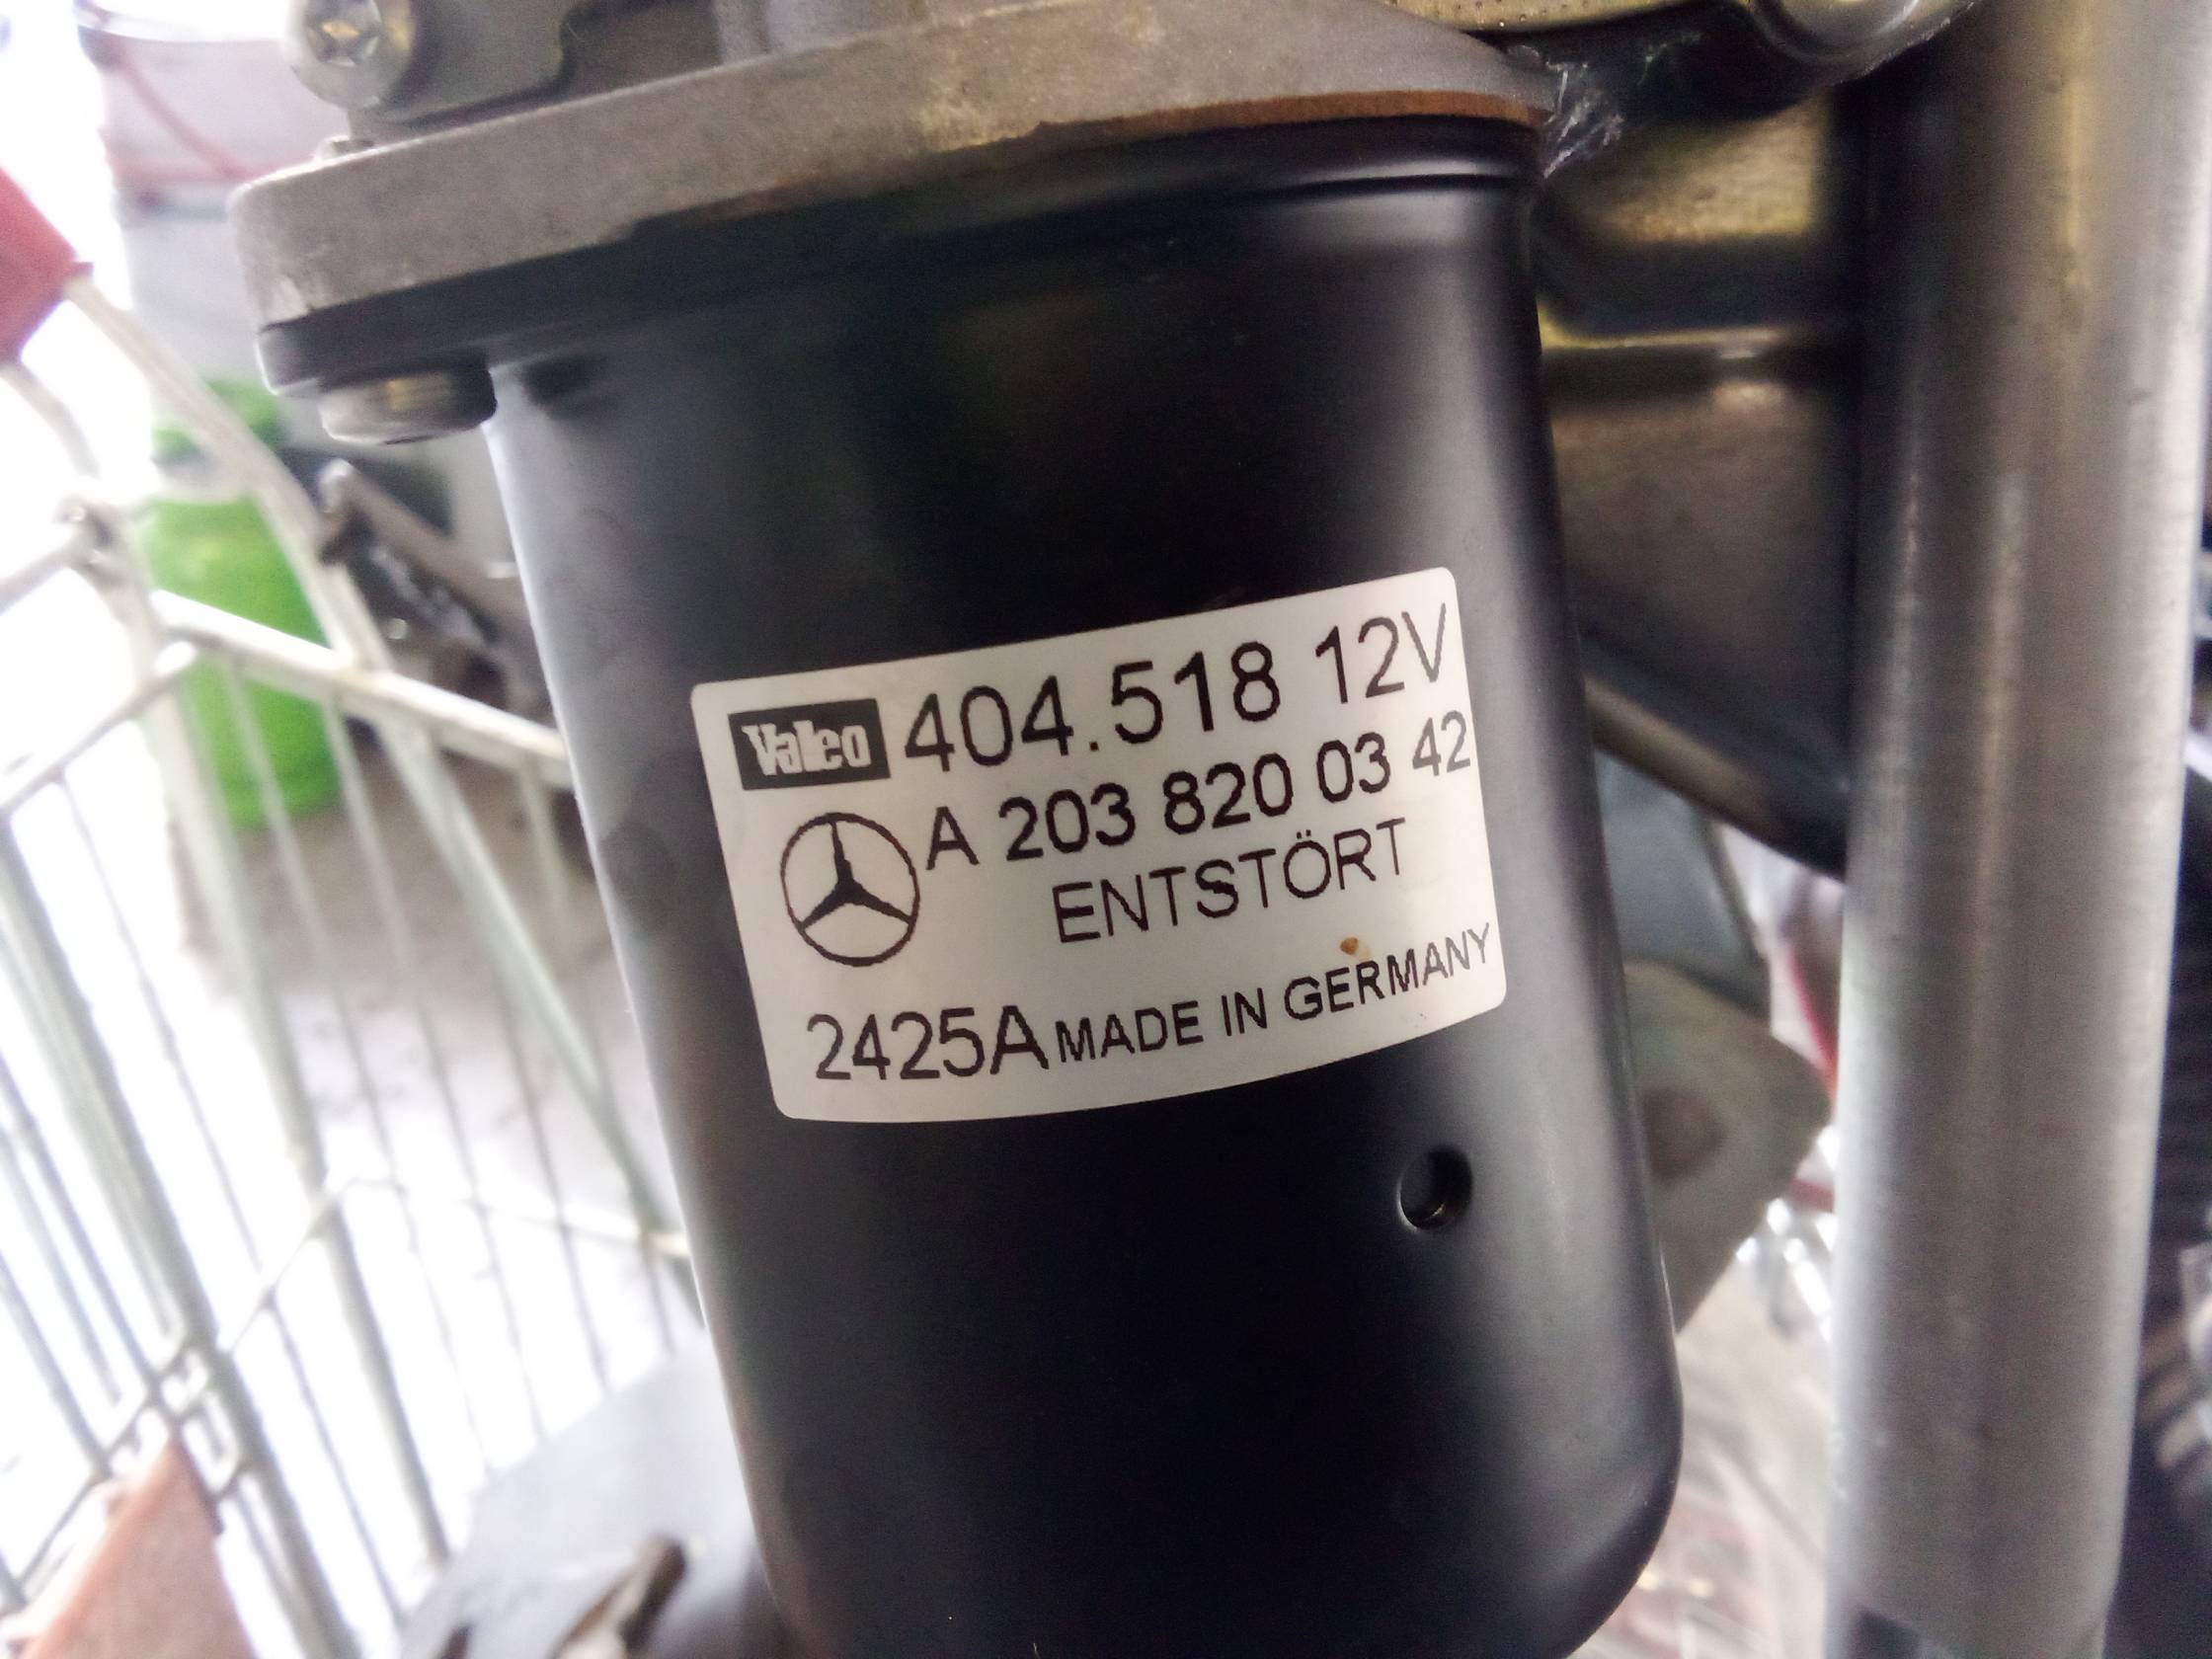 Valeo 404.518 12V
A 203 820 03 42
ENTSTÖRT
2425A MADE IN GERMANY